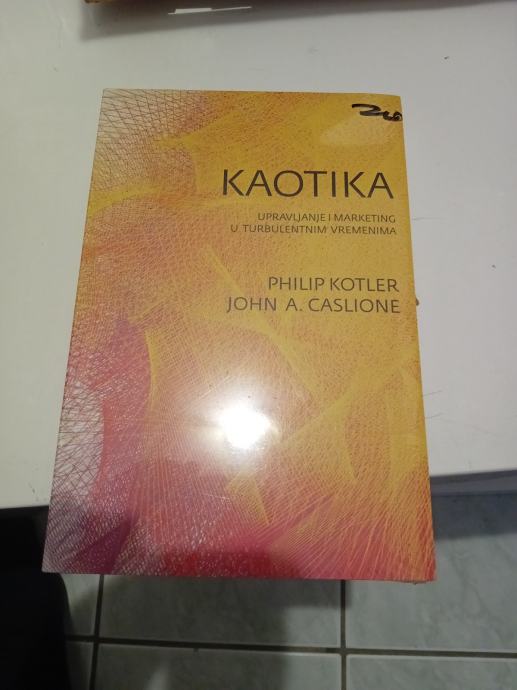 KAOTIKA
UPRAVLJANJE I MARKETING
U TURBULENTNIM VREMENIMA
PHILIP KOTLER
JOHN A. CASLIONE